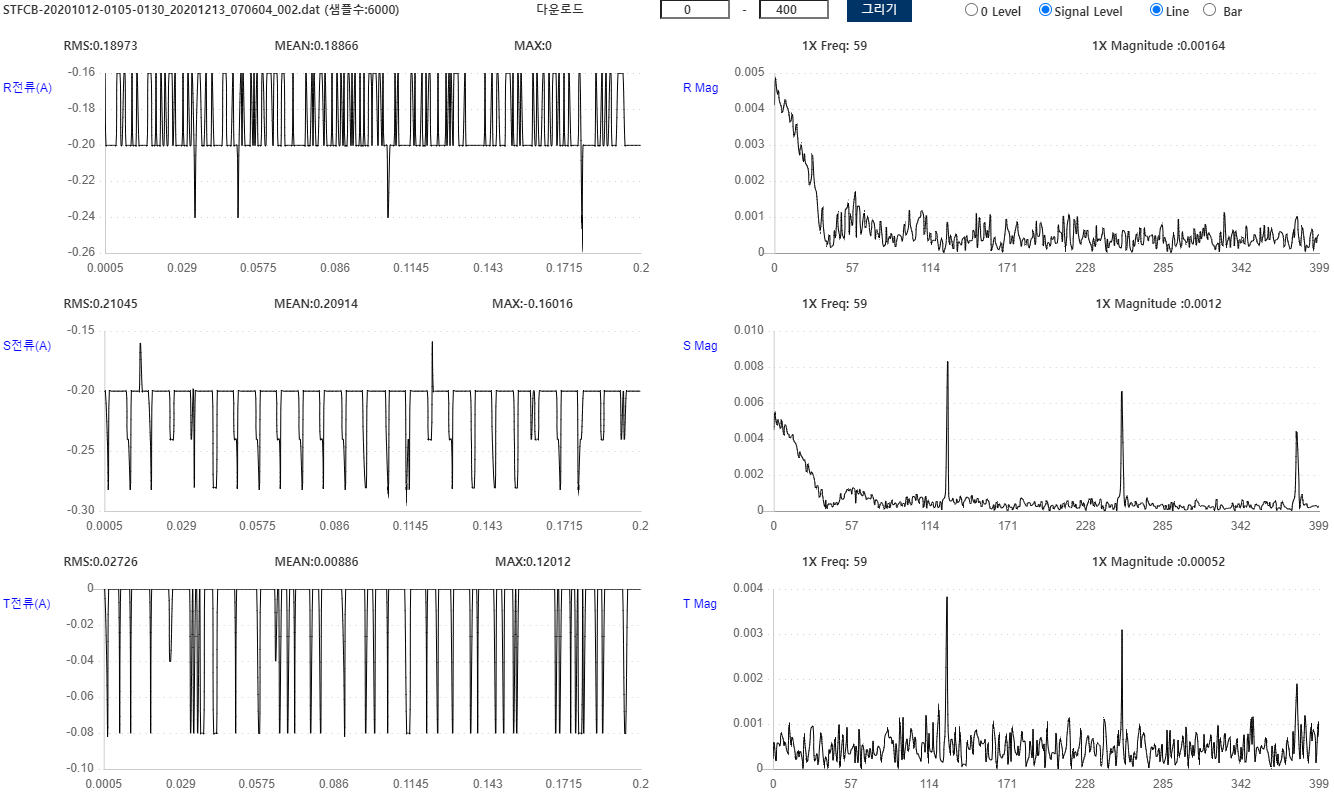 STFCB-20201012-0105-0130_20201213_070604_002.dat (샘플수:6000) 다운로드 0 - 400 그리기 0 Level Signal Level Line Bar
RMS:0.18973 MEAN:0.18866 MAX:0
R전류(A)
-0.16
-0.18
-0.20
-0.22
-0.24
-0.26
0.0005 0.029 0.0575 0.086 0.1145 0.143 0.1715 0.2
1X Freq: 59 1X Magnitude :0.00164
R Mag
0.005
0.004
0.003
0.002
0.001
0
0 57 114 171 228 285 342 399
RMS:0.21045 MEAN:0.20914 MAX:-0.16016
S전류(A)
-0.15
-0.20
-0.25
-0.30
0.0005 0.029 0.0575 0.086 0.1145 0.143 0.1715 0.2
1X Freq: 59 1X Magnitude :0.0012
S Mag
0.010
0.008
0.006
0.004
0.002
0
0 57 114 171 228 285 342 399
RMS:0.02726 MEAN:0.00886 MAX:0.12012
T전류(A)
0
-0.02
-0.04
-0.06
-0.08
-0.10
0.0005 0.029 0.0575 0.086 0.1145 0.143 0.1715 0.2
1X Freq: 59 1X Magnitude :0.00052
T Mag
0.004
0.003
0.002
0.001
0
0 57 114 171 228 285 342 399